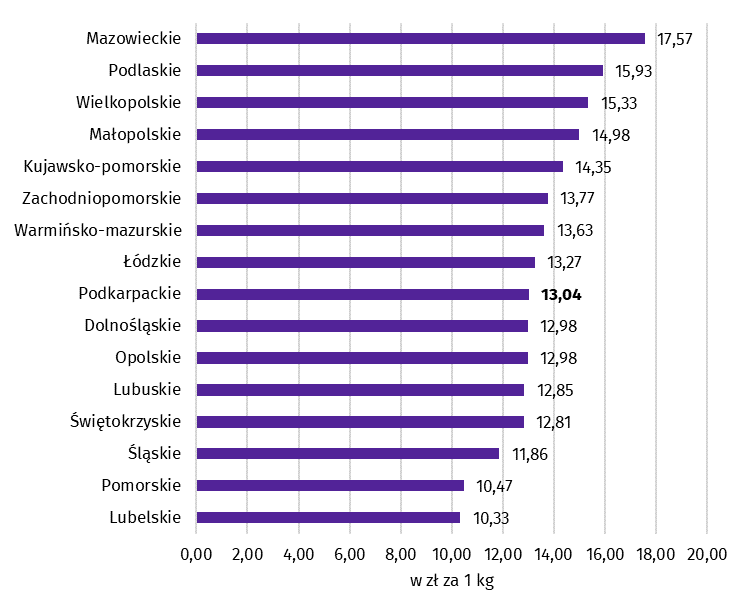 Mazowieckie 17,57
Podlaskie 15,93
Wielkopolskie 15,33
Małopolskie 14,98
Kujawsko-pomorskie 14,35
Zachodniopomorskie 13,77
Warmińsko-mazurskie 13,63
Łódzkie 13,27
Podkarpackie 13,04
Dolnośląskie 12,98
Opolskie 12,98
Lubuskie 12,85
Świętokrzyskie 12,81
Śląskie 11,86
Pomorskie 10,47
Lubelskie 10,33
0,00 2,00 4,00 6,00 8,00 10,00 12,00 14,00 16,00 18,00 20,00
w zł za 1 kg